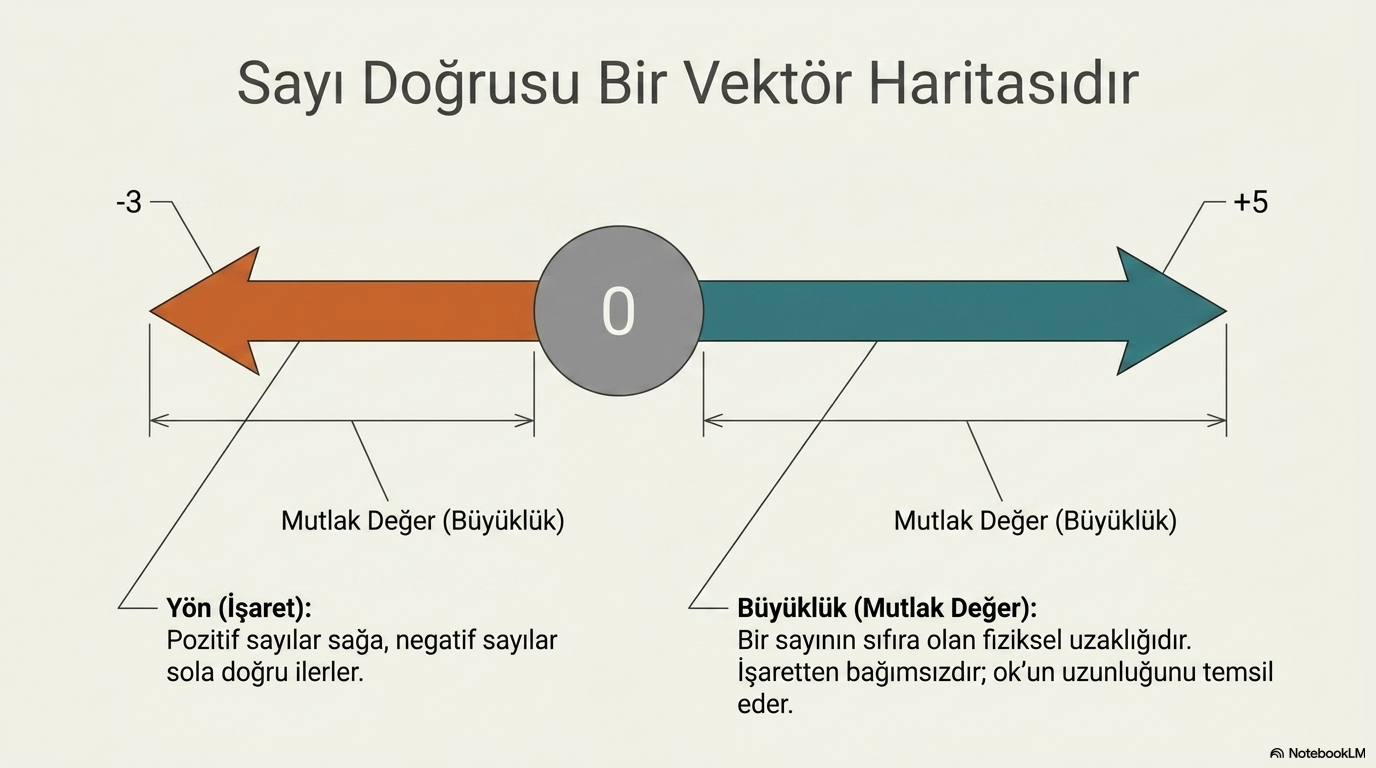 Sayı Doğrusu Bir Vektör Haritasıdır
-3
+5
0
Mutlak Değer (Büyüklük)
Mutlak Değer (Büyüklük)
Yön (İşaret):
Pozitif sayılar sağa, negatif sayılar
sola doğru ilerler.
Büyüklük (Mutlak Değer):
Bir sayının sıfıra olan fiziksel uzaklığıdır.
İşaretten bağımsızdır; ok'un uzunluğunu temsil
eder.
NotebookLM